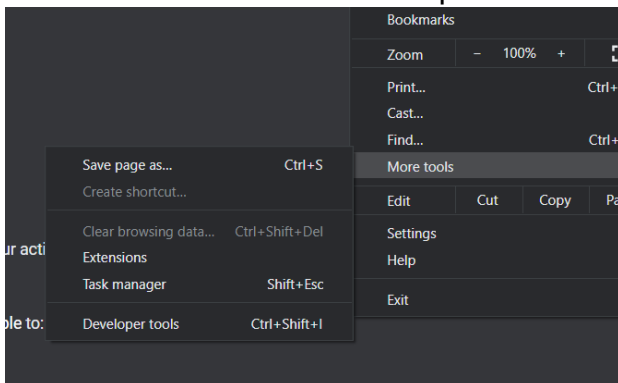 Bookmarks
Zoom - 100% +
Print... Ctrl+
Cast...
Find... Ctrl+
More tools
Edit Cut Copy Pa
Settings
Help
Exit
Save page as... Ctrl+S
Create shortcut...
Clear browsing data... Ctrl+Shift+Del
Extensions
Task manager Shift+Esc
Developer tools Ctrl+Shift+I
ur acti
ble to: